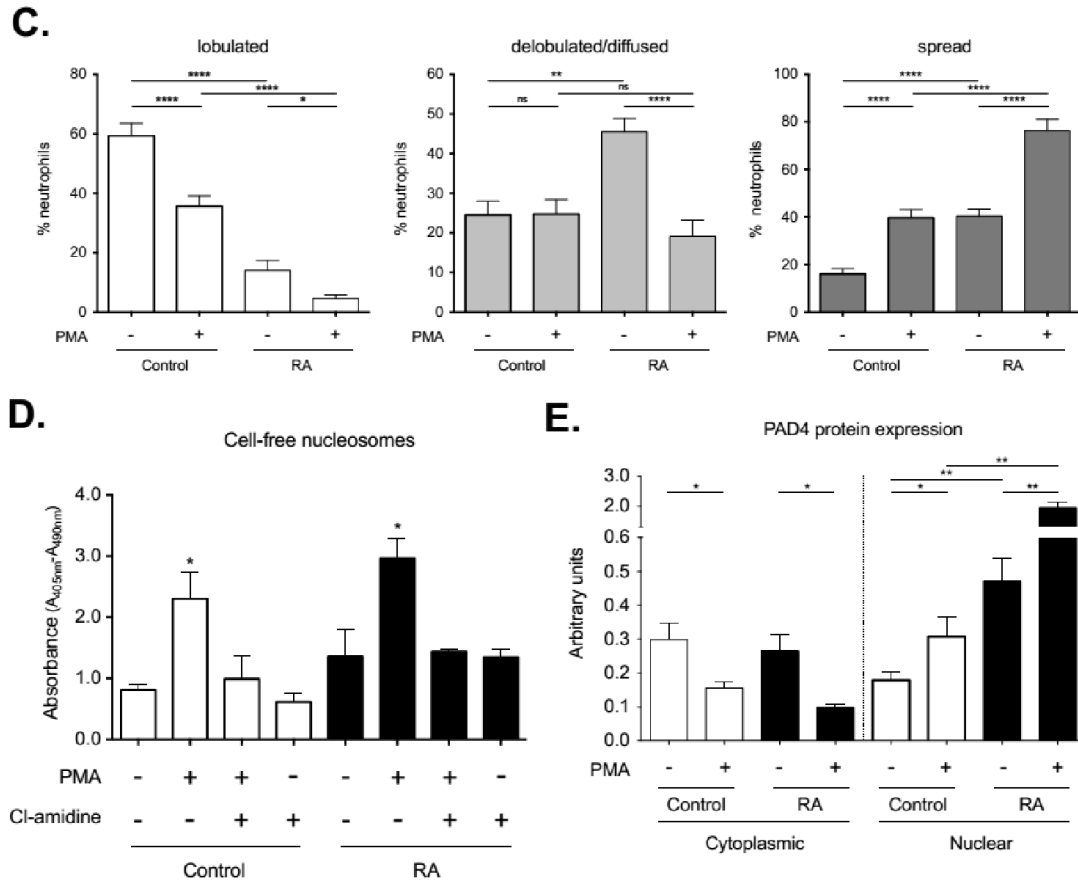 C.
lobulated
% neutrophils
80
60
40
20
0
****
****
****
*
PMA
- + - +
Control RA
delobulated/diffused
% neutrophils
60
50
40
30
20
10
0
**
ns
ns
****
- + - +
Control RA
spread
% neutrophils
100
80
60
40
20
0
****
****
****
****
- + - +
Control RA
D.
Cell-free nucleosomes
Absorbance (A405nm-A490nm)
4.0
3.0
2.0
1.0
0.0
*
*
PMA - + + - - + + -
Cl-amidine - - + + - - + +
Control RA
E.
PAD4 protein expression
Arbitrary units
3.0
2.0
0.6
0.5
0.4
0.3
0.2
0.1
0.0
**
**
* * * **
PMA - + - + - + - +
Control RA Control RA
Cytoplasmic Nuclear